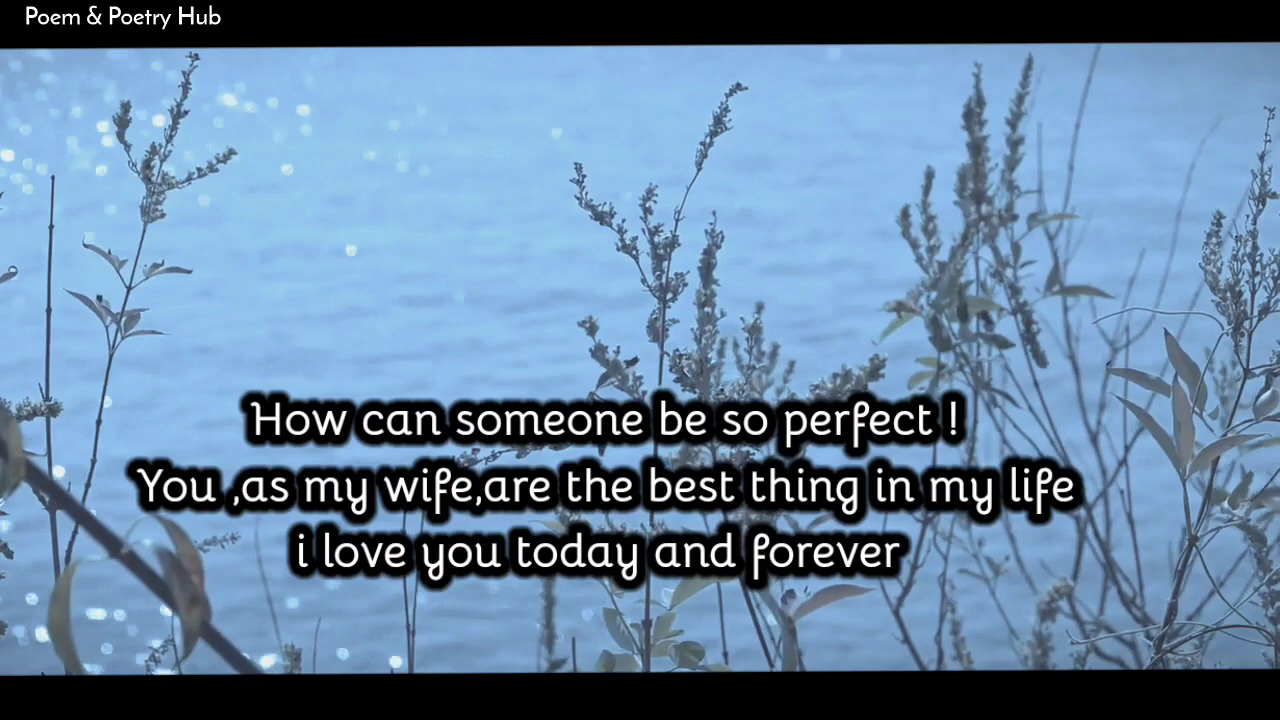 Poem & Poetry Hub
How can someone be so perfect !
You ,as my wife,are the best thing in my life
i love you today and forever